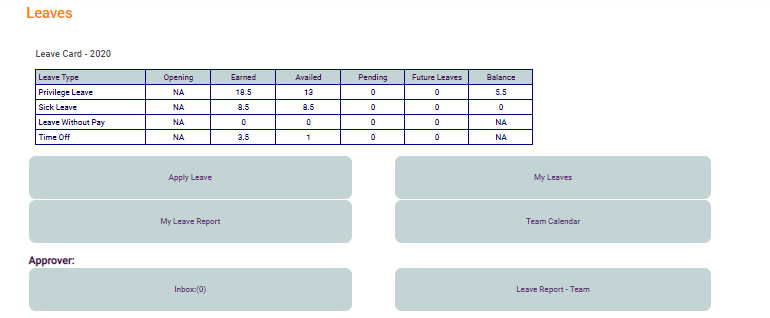 Leaves
Leave Card - 2020
Leave Type Opening Earned Availed Pending Future Leaves Balance
Privilege Leave NA 18.5 13 0 0 5.5
Sick Leave NA 8.5 8.5 0 0 0
Leave Without Pay NA 0 0 0 0 NA
Time Off NA 3.5 1 0 0 NA
Apply Leave My Leaves
My Leave Report Team Calendar
Approver:
Inbox:(0) Leave Report - Team